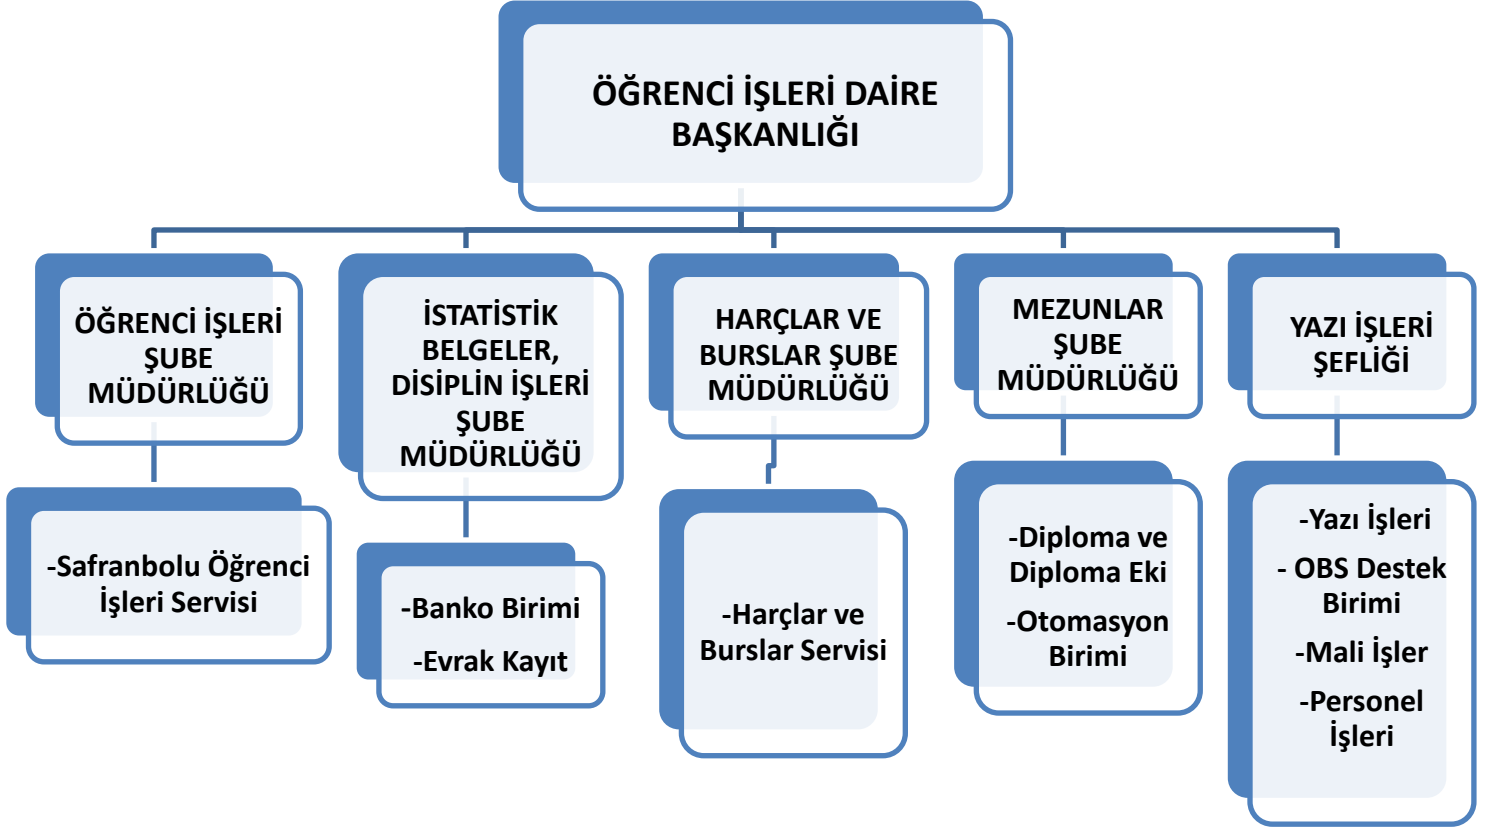 ÖĞRENCİ İŞLERİ DAİRE
BAŞKANLIĞI
ÖĞRENCİ İŞLERİ
ŞUBE
MÜDÜRLÜĞÜ
İSTATİSTİK
BELGELER,
DİSİPLİN İŞLERİ
ŞUBE
MÜDÜRLÜĞÜ
HARÇLAR VE
BURSLAR ŞUBE
MÜDÜRLÜĞÜ
MEZUNLAR
ŞUBE
MÜDÜRLÜĞÜ
YAZI İŞLERİ
ŞEFLİĞİ
-Safranbolu Öğrenci
İşleri Servisi
-Banko Birimi
-Evrak Kayıt
-Harçlar ve
Burslar Servisi
-Diploma ve
Diploma Eki
-Otomasyon
Birimi
-Yazı İşleri
- OBS Destek
Birimi
-Mali İşler
-Personel
İşleri